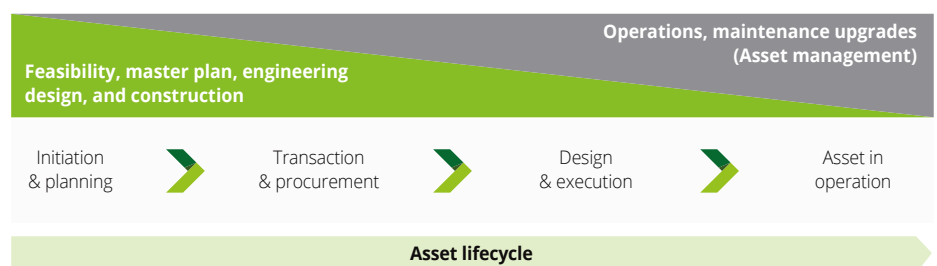 Operations, maintenance upgrades
(Asset management)
Feasibility, master plan, engineering
design, and construction
Initiation
& planning
Transaction
& procurement
Design
& execution
Asset in
operation
Asset lifecycle